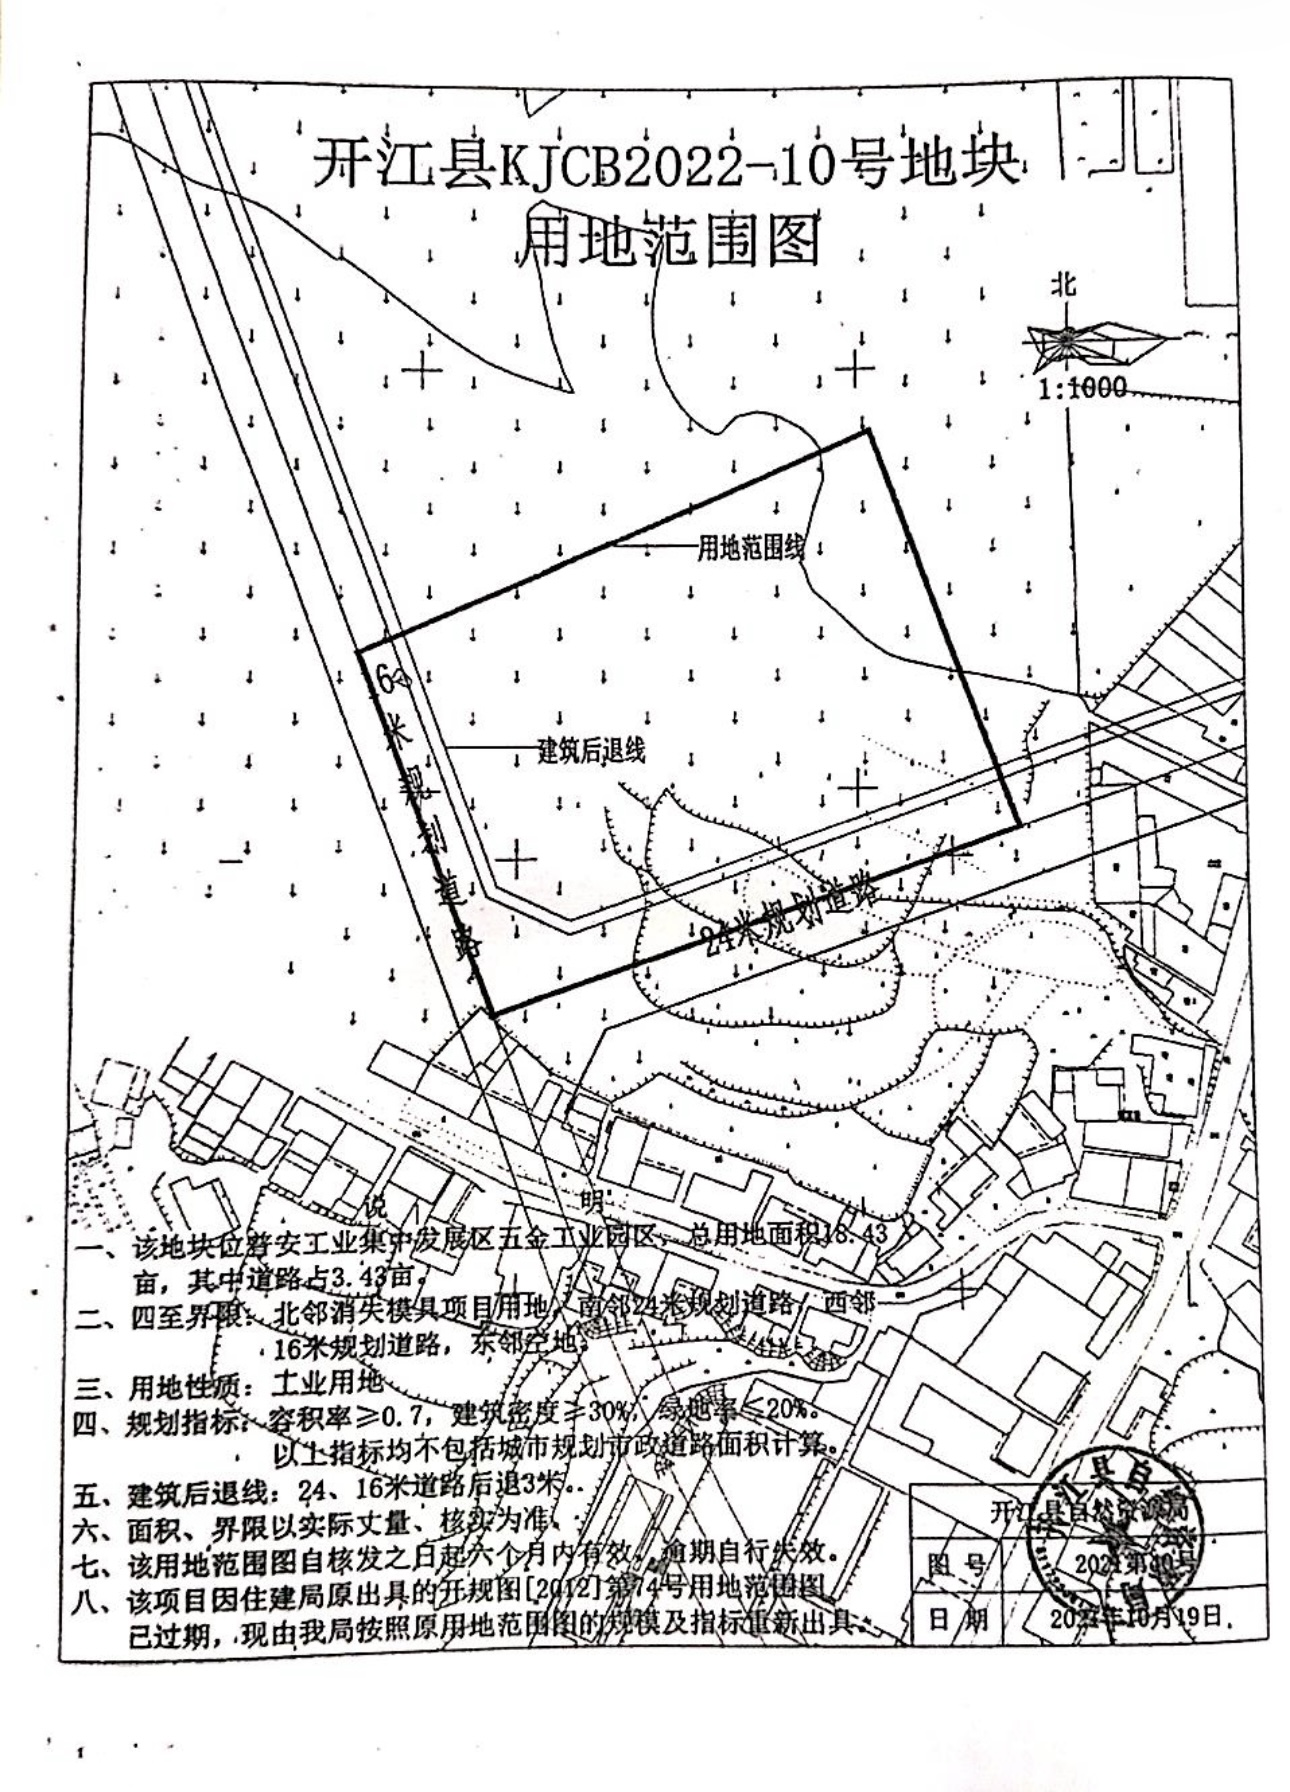 开江县KJCB2022-10号地块
用地范围图
北
1:1000
用地范围线
建筑后退线
米规划道路
24米规划道路
说 明
一、该地块位普安工业集中发展区五金工业园区，总用地面积18.43
亩，其中道路占3.43亩。
二、四至界限：北邻消失模具项目用地，南邻24米规划道路，西邻
16米规划道路，东邻空地。
三、用地性质：工业用地
四、规划指标：容积率≥0.7，建筑密度≥30%，绿地率≤20%。
以上指标均不包括城市规划市政道路面积计算。
五、建筑后退线：24、16米道路后退3米。
六、面积、界限以实际丈量、核实为准。
七、该用地范围图自核发之日起六个月内有效，逾期自行失效。
八、该项目因住建局原出具的开规图[2012]第74号用地范围图
已过期，现由我局按照原用地范围图的规模及指标重新出具。
开江县自然资源局
图 号
日 期 年10月19日